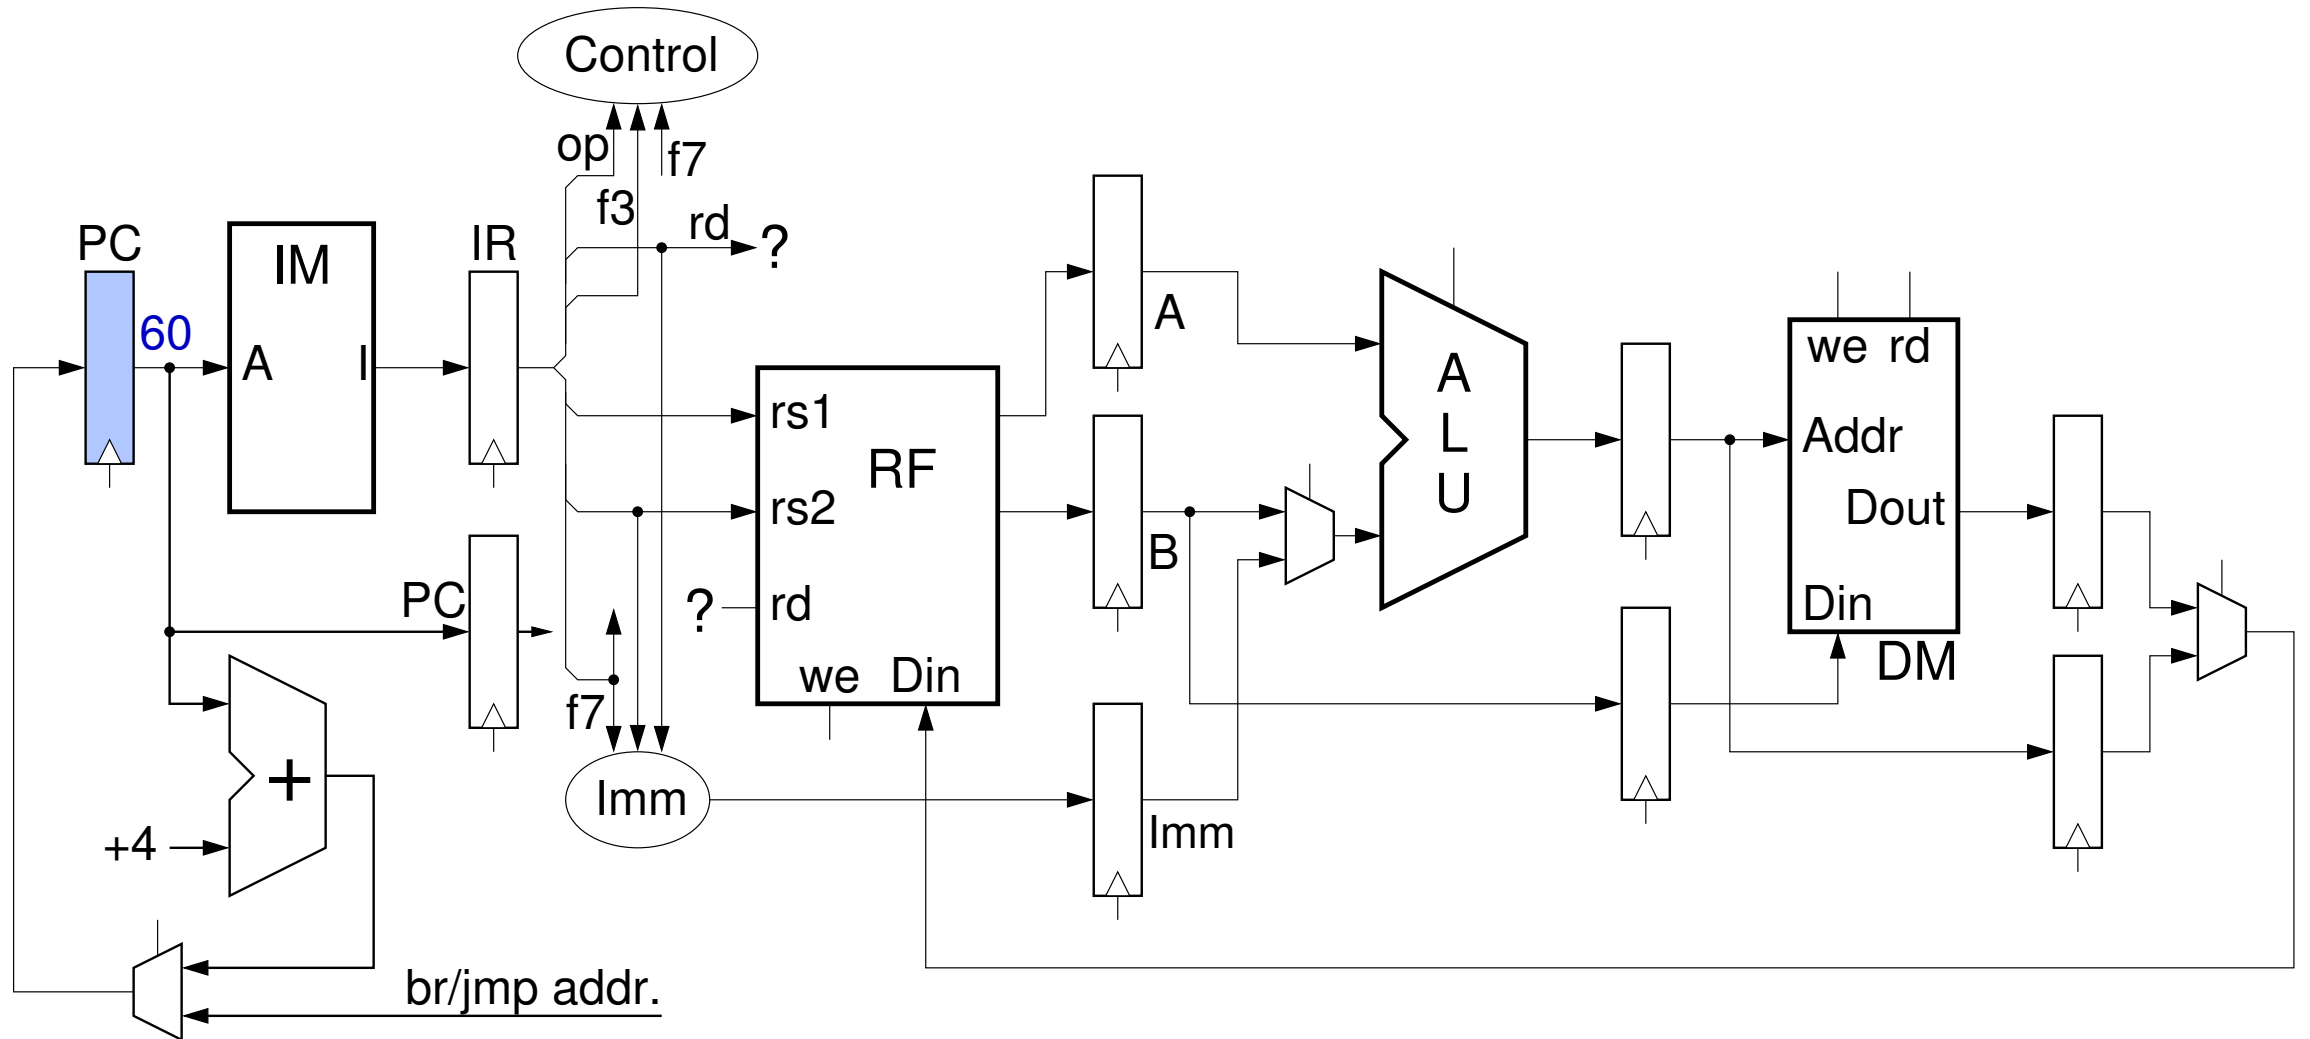 Control
op
f7
f3
rd
?
PC
IM
IR
60
A
I
A
A
L
U
we rd
Addr
Dout
Din
DM
rs1
RF
rs2
?
rd
we Din
B
PC
f7
+
+4
Imm
Imm
br/jmp addr.